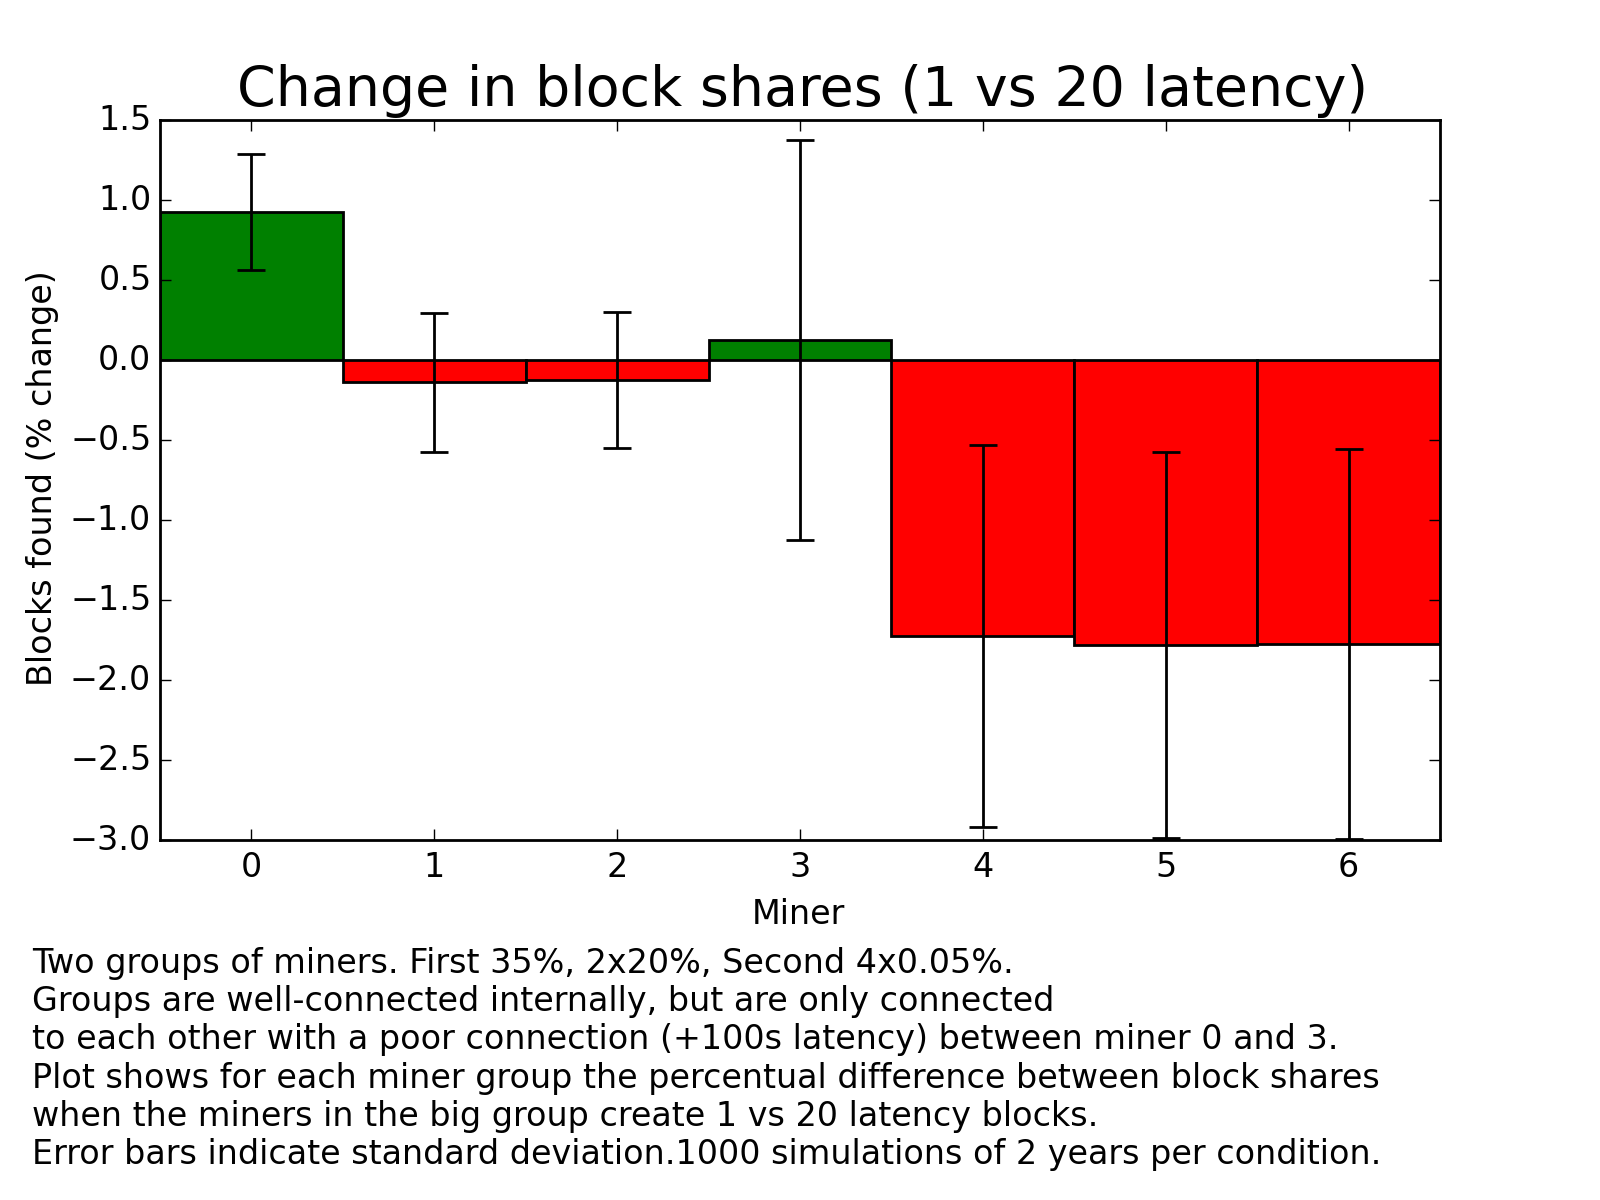 Change in block shares (1 vs 20 latency)
1.5
1.0
0.5
0.0
−0.5
−1.0
−1.5
−2.0
−2.5
−3.0
Blocks found (% change)
0 1 2 3 4 5 6
Miner
Two groups of miners. First 35%, 2x20%, Second 4x0.05%.
Groups are well-connected internally, but are only connected
to each other with a poor connection (+100s latency) between miner 0 and 3.
Plot shows for each miner group the percentual difference between block shares
when the miners in the big group create 1 vs 20 latency blocks.
Error bars indicate standard deviation.1000 simulations of 2 years per condition.